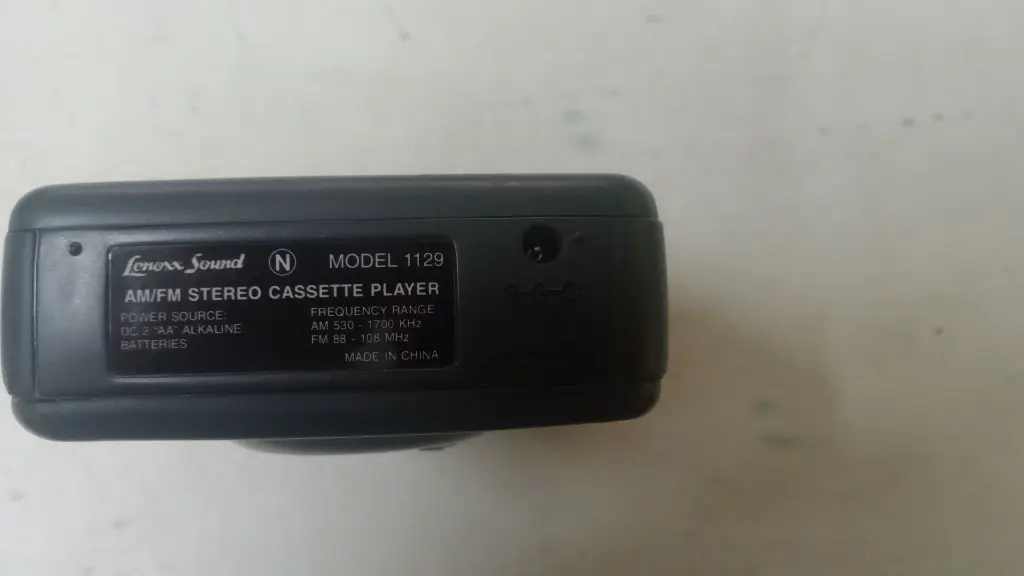 Lenoxx Sound N MODEL 1129
AM/FM STEREO CASSETTE PLAYER
POWER SOURCE:
DC 2 "AA" ALKALINE
BATTERIES
FREQUENCY RANGE
AM 530 - 1700 KHz
FM 88 - 108 MHz
MADE IN CHINA